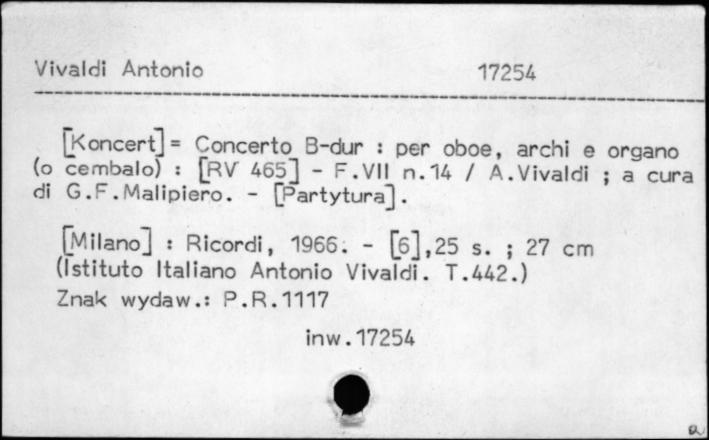 Vivaldi Antonio 17254
[Koncert] = Concerto B-dur : per oboe, archi e organo
(o cembalo) : [RV 465] - F.VII n.14 / A.Vivaldi ; a cura
di G.F.Malipiero. - [Partytura].
[Milano] : Ricordi, 1966. - [6],25 s. ; 27 cm
(Istituto Italiano Antonio Vivaldi. T.442.)
Znak wydaw.: P.R.1117
inw.17254